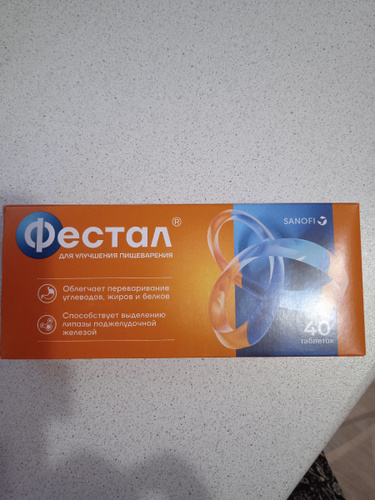 Фестал®
ДЛЯ УЛУЧШЕНИЯ ПИЩЕВАРЕНИЯ
Облегчает переваривание
углеводов, жиров и белков
Способствует выделению
липазы поджелудочной
железой
SANOFI
40
таблеток